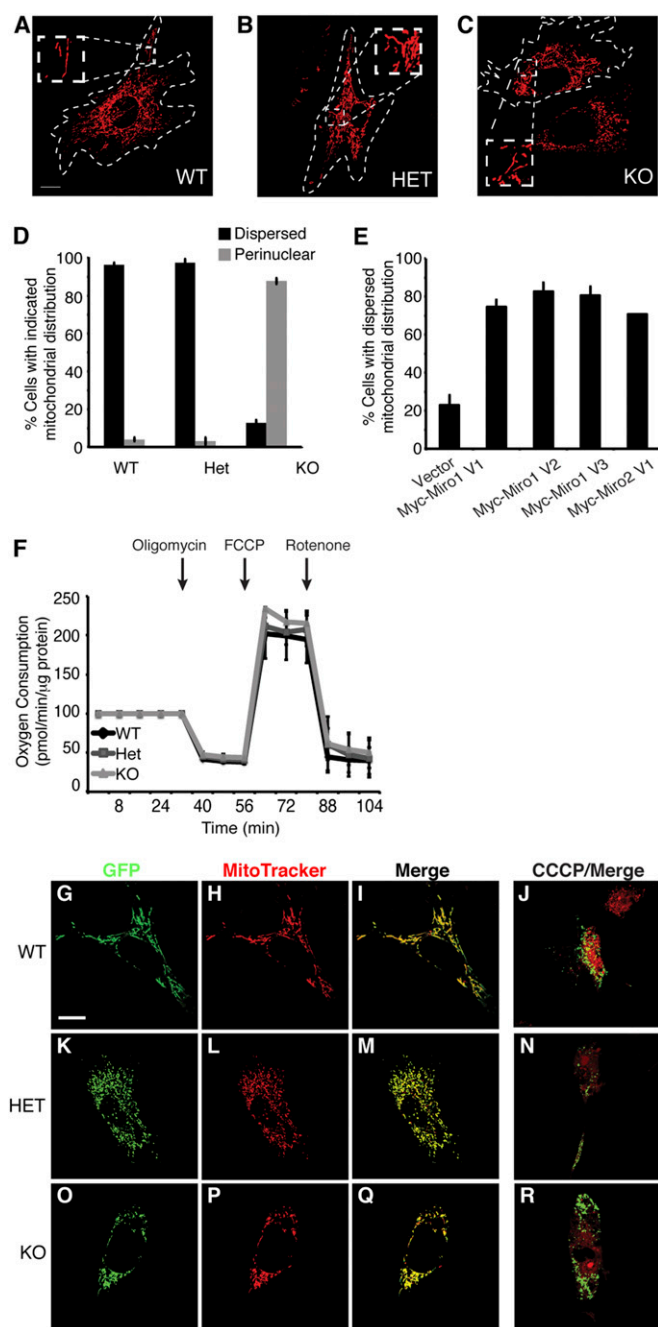 A
B
C
WT
HET
KO
D
Dispersed
Perinuclear
% Cells with indicated
mitochondrial distribution
100
80
60
40
20
0
WT Het KO
E
% Cells with dispersed
mitochondrial distribution
100
80
60
40
20
0
Vector
Myc-Miro1 V1
Myc-Miro1 V2
Myc-Miro1 V3
Myc-Miro2 V1
F
Oligomycin FCCP Rotenone
Oxygen Consumption
(pmol/min/µg protein)
250
200
150
100
50
0
WT
Het
KO
8 24 40 56 72 88 104
Time (min)
GFP MitoTracker Merge CCCP/Merge
G H I J
WT
K L M N
HET
O P Q R
KO